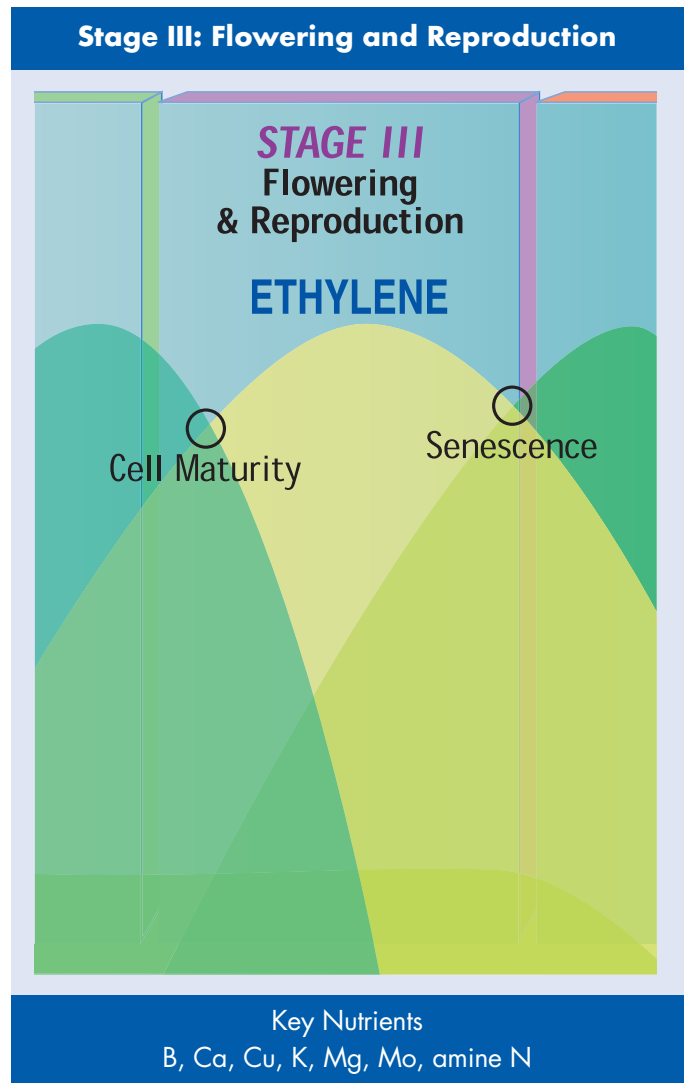 Stage III: Flowering and Reproduction
STAGE III
Flowering
& Reproduction
ETHYLENE
Cell Maturity
Senescence
Key Nutrients
B, Ca, Cu, K, Mg, Mo, amine N